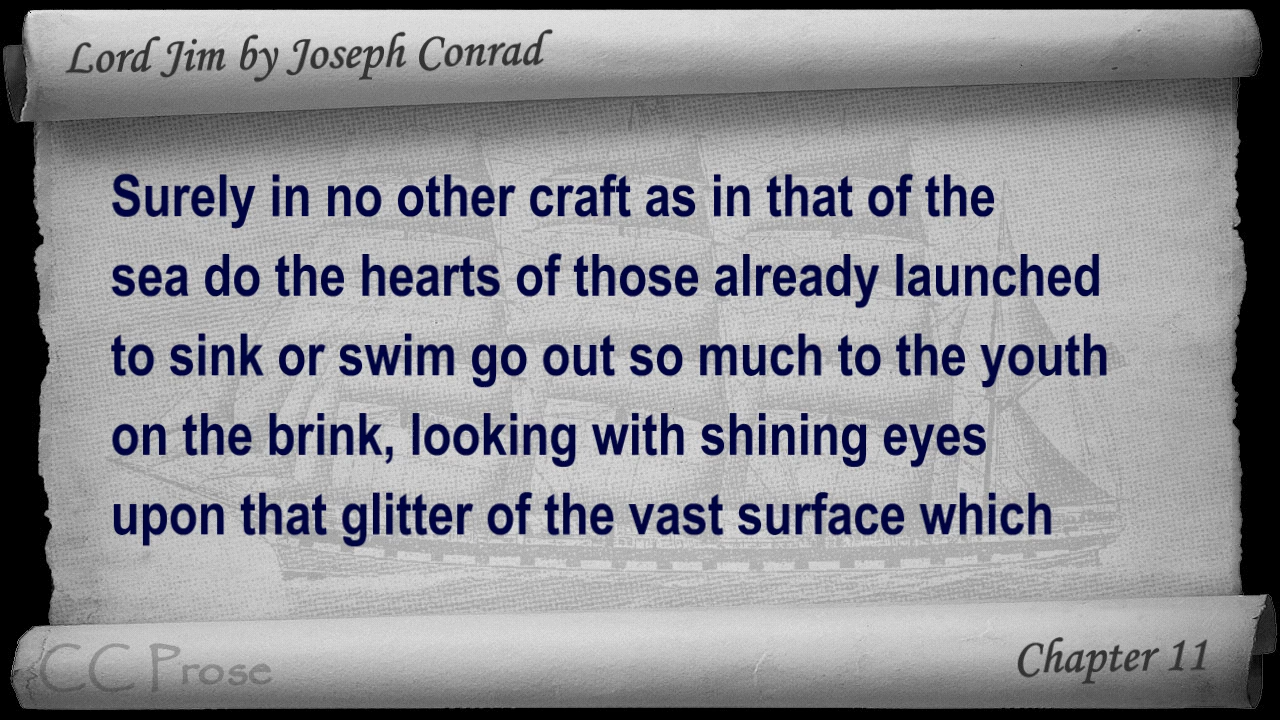 Lord Jim by Joseph Conrad
Surely in no other craft as in that of the
sea do the hearts of those already launched
to sink or swim go out so much to the youth
on the brink, looking with shining eyes
upon that glitter of the vast surface which
CC Prose
Chapter 11